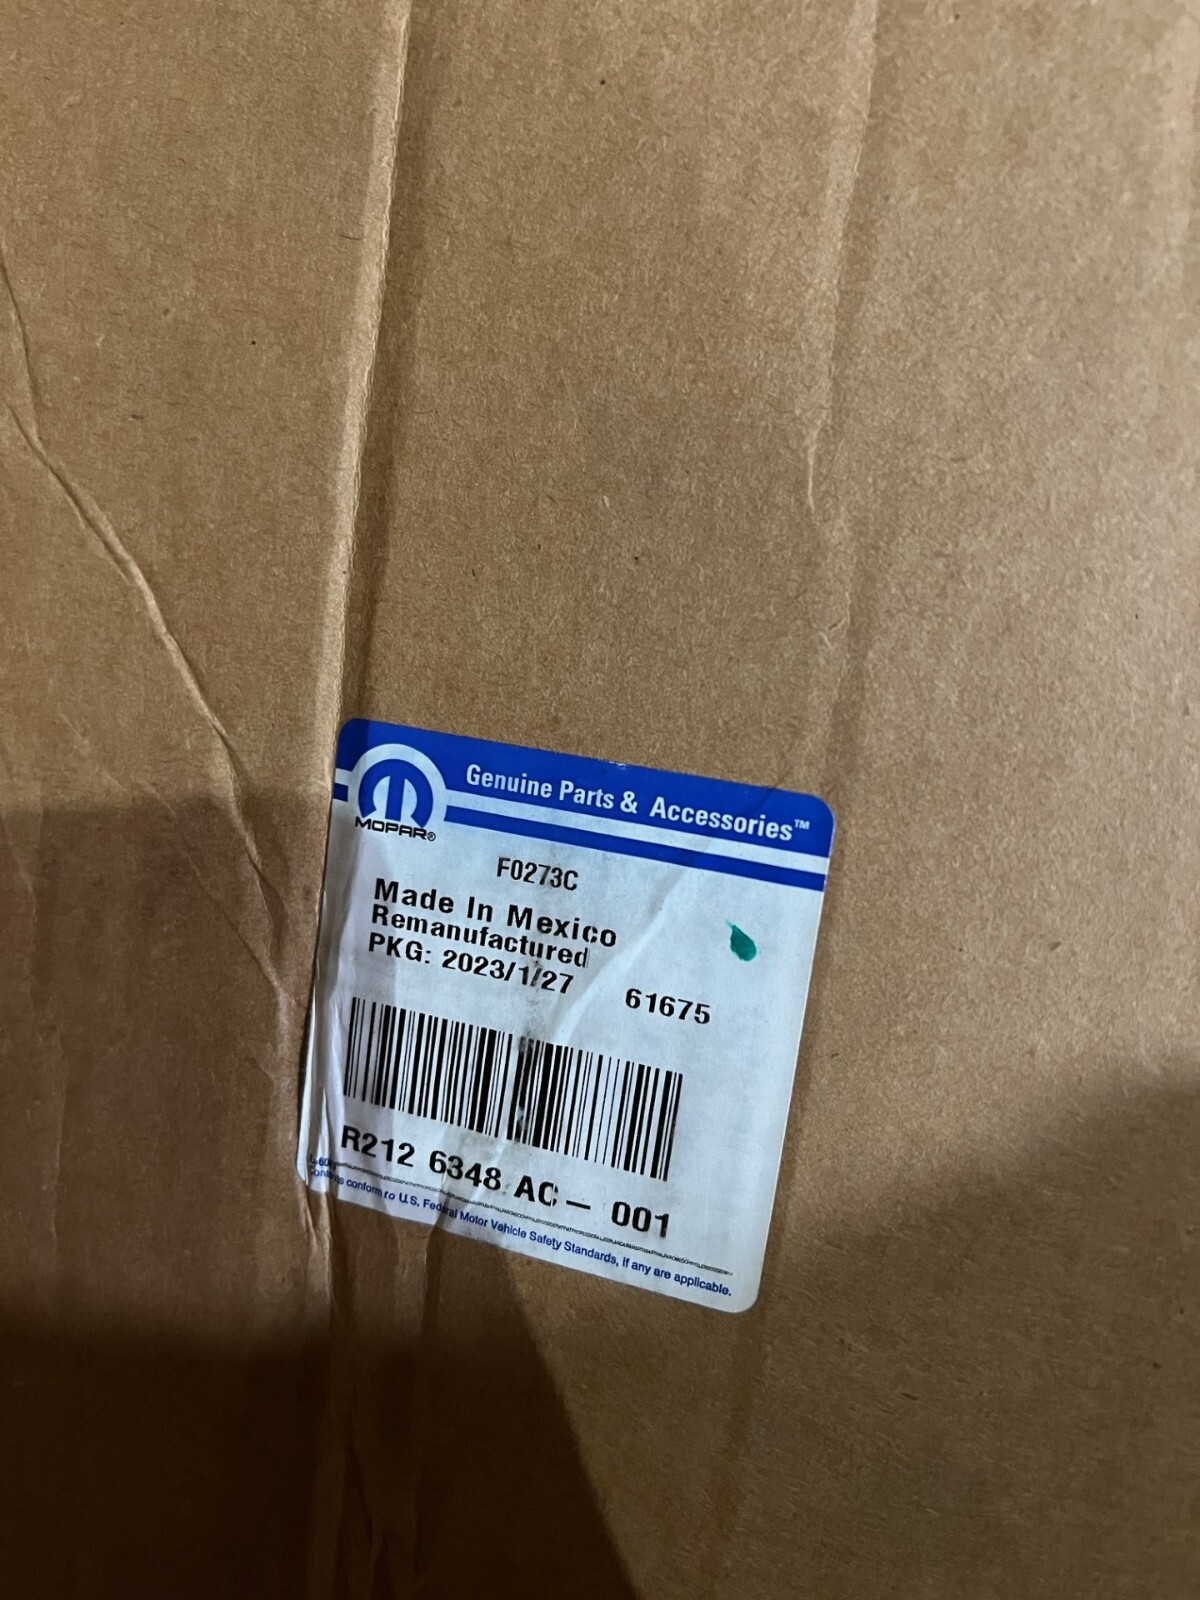 Genuine Parts & Accessories™
MOPAR®
F0273C
Made In Mexico
Remanufactured
PKG: 2023/1/27
61675
R212 6348 AC – 001
conform to U.S. Federal Motor Vehicle Safety Standards, if any are applicable.